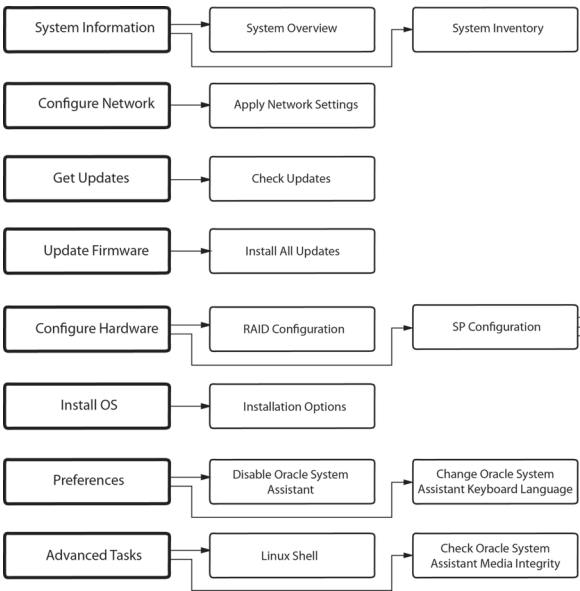 System Information
System Overview
System Inventory
Configure Network
Apply Network Settings
Get Updates
Check Updates
Update Firmware
Install All Updates
Configure Hardware
RAID Configuration
SP Configuration
Install OS
Installation Options
Preferences
Disable Oracle System
Assistant
Change Oracle System
Assistant Keyboard Language
Advanced Tasks
Linux Shell
Check Oracle System
Assistant Media Integrity